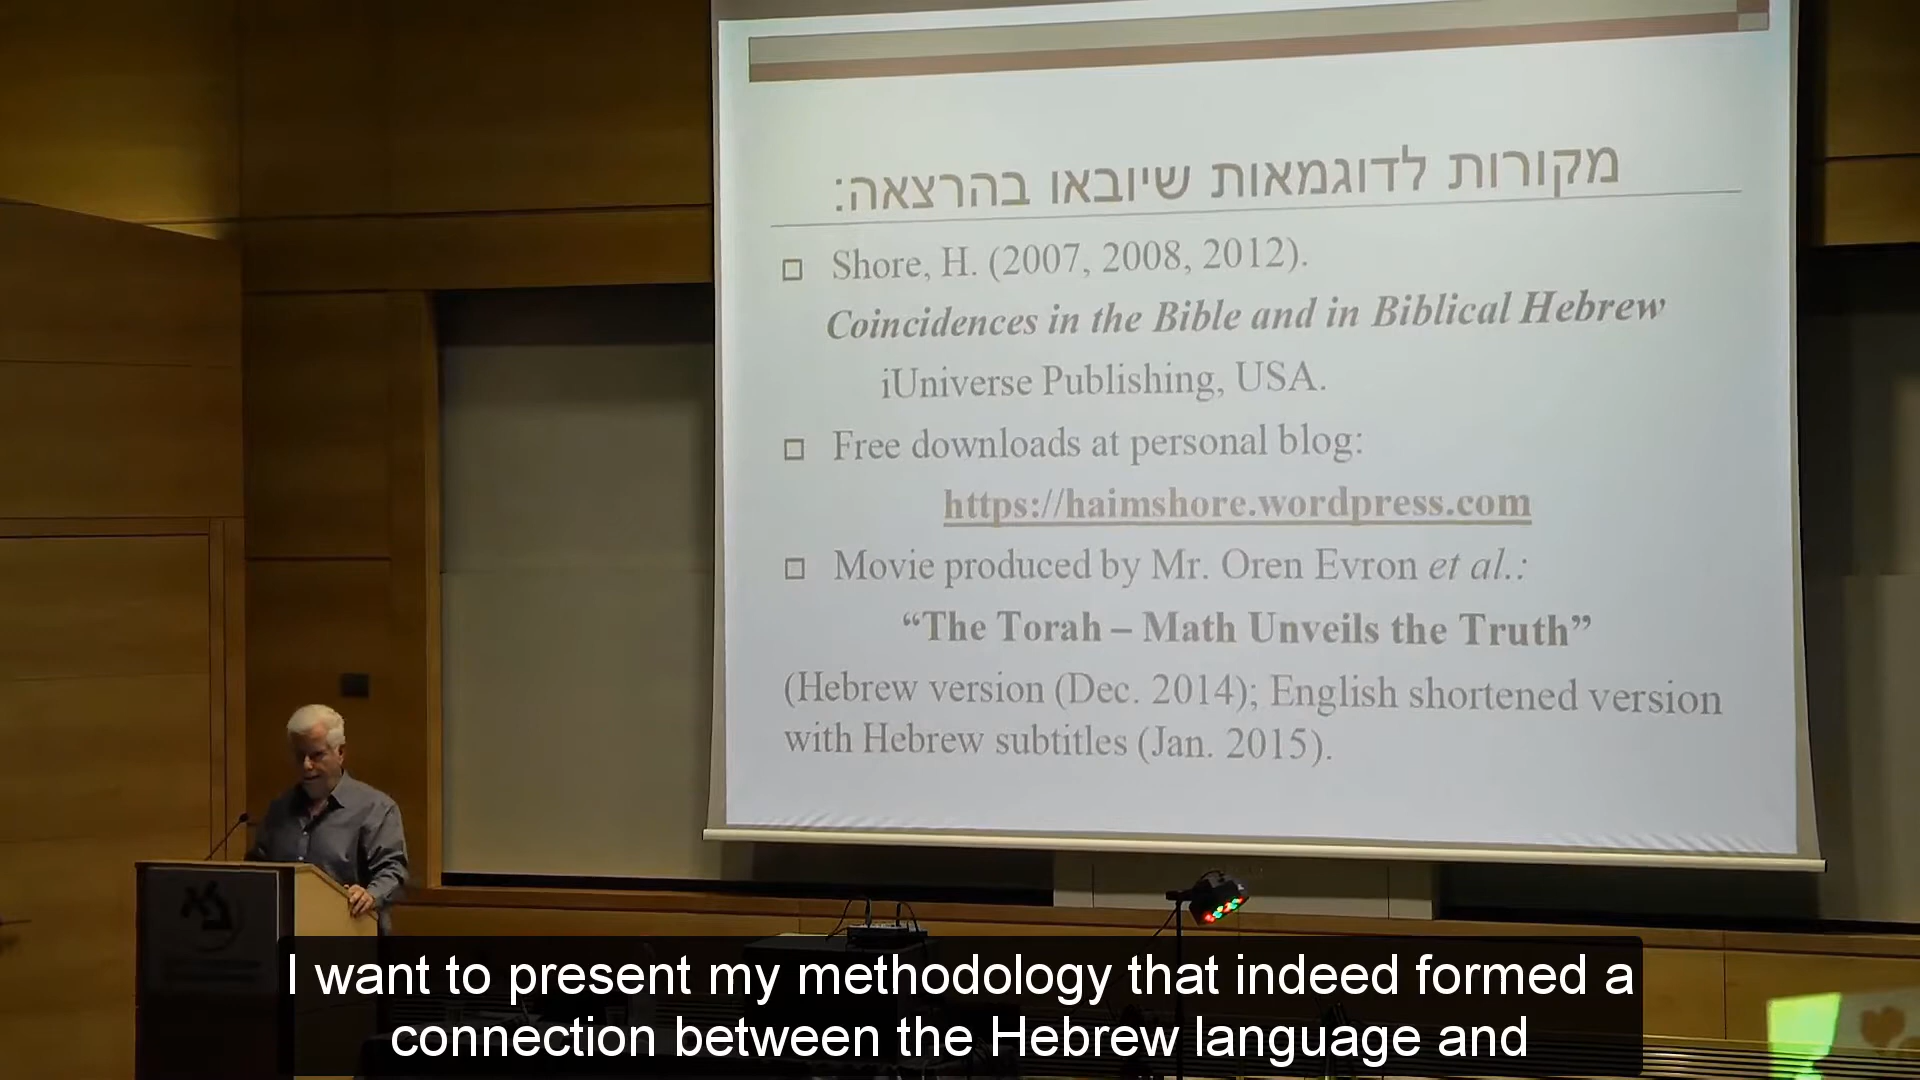 מקורות לדוגמאות שיובאו בהרצאה:
Shore, H. (2007, 2008, 2012).
Coincidences in the Bible and in Biblical Hebrew
iUniverse Publishing, USA.
Free downloads at personal blog:
https://haimshore.wordpress.com
Movie produced by Mr. Oren Evron et al.:
“The Torah – Math Unveils the Truth”
(Hebrew version (Dec. 2014); English shortened version
with Hebrew subtitles (Jan. 2015).
I want to present my methodology that indeed formed a
connection between the Hebrew language and